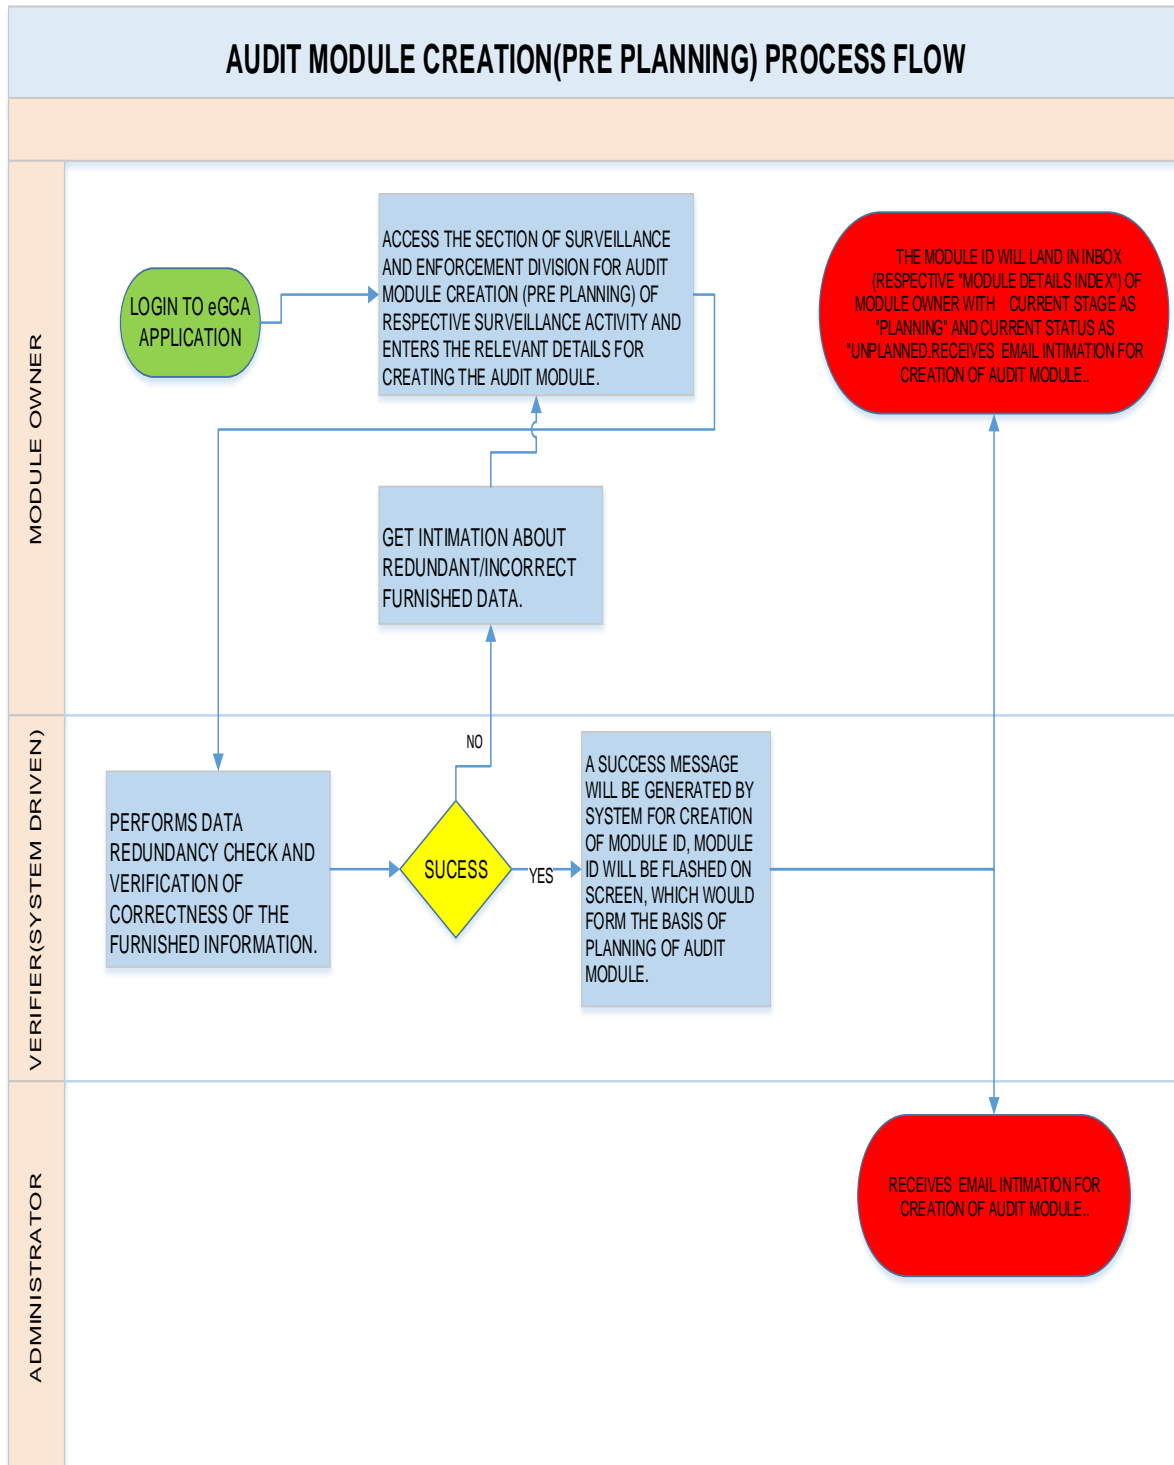 AUDIT MODULE CREATION(PRE PLANNING) PROCESS FLOW
MODULE OWNER
LOGIN TO eGCA
APPLICATION
ACCESS THE SECTION OF SURVEILLANCE
AND ENFORCEMENT DIVISION FOR AUDIT
MODULE CREATION (PRE PLANNING) OF
RESPECTIVE SURVEILLANCE ACTIVITY AND
ENTERS THE RELEVANT DETAILS FOR
CREATING THE AUDIT MODULE.
THE MODULE ID WILL LAND IN INBOX
(RESPECTIVE "MODULE DETAILS INDEX") OF
MODULE OWNER WITH CURRENT STAGE AS
"PLANNING" AND CURRENT STATUS AS
"UNPLANNED.RECEIVES EMAIL INTIMATION FOR
CREATION OF AUDIT MODULE..
GET INTIMATION ABOUT
REDUNDANT/INCORRECT
FURNISHED DATA.
VERIFIER(SYSTEM DRIVEN)
PERFORMS DATA
REDUNDANCY CHECK AND
VERIFICATION OF
CORRECTNESS OF THE
FURNISHED INFORMATION.
SUCESS
NO
YES
A SUCCESS MESSAGE
WILL BE GENERATED BY
SYSTEM FOR CREATION
OF MODULE ID, MODULE
ID WILL BE FLASHED ON
SCREEN, WHICH WOULD
FORM THE BASIS OF
PLANNING OF AUDIT
MODULE.
ADMINISTRATOR
RECEIVES EMAIL INTIMATION FOR
CREATION OF AUDIT MODULE..